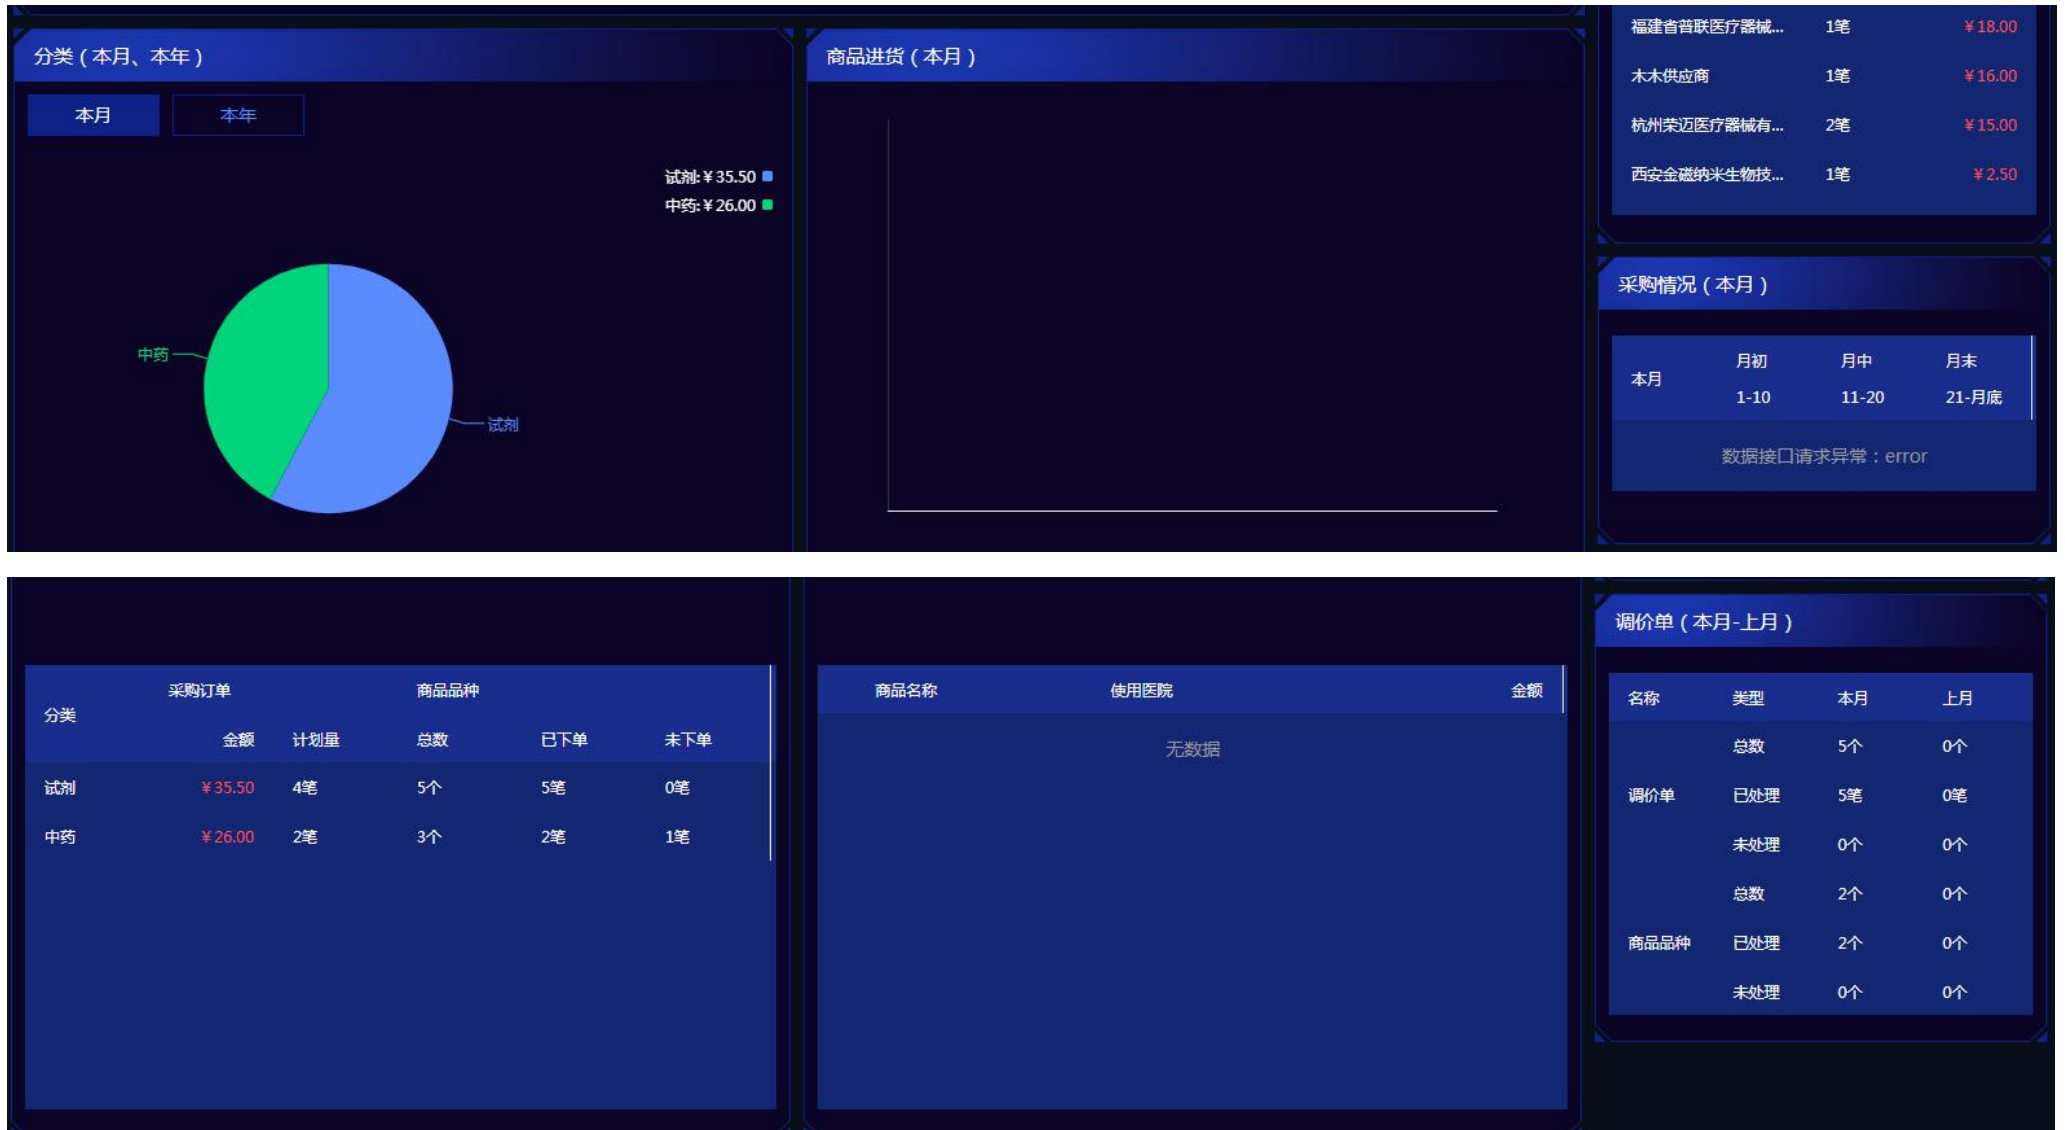 分类 ( 本月、本年 )
本月 本年
试剂:￥35.50
中药:￥26.00
中药
试剂
商品进货 ( 本月 )
福建省普联医疗器械... 1笔 ￥18.00
木木供应商 1笔 ￥16.00
杭州荣迈医疗器械有... 2笔 ￥15.00
西安金磁纳米生物技... 1笔 ￥2.50
采购情况 ( 本月 )
本月 月初 月中 月末
1-10 11-20 21-月底
数据接口请求异常：error
分类 采购订单 商品品种
金额 计划量 总数 已下单 未下单
试剂 ￥35.50 4笔 5个 5笔 0笔
中药 ￥26.00 2笔 3个 2笔 1笔
商品名称 使用医院 金额
无数据
调价单 ( 本月-上月 )
名称 类型 本月 上月
总数 5个 0个
调价单 已处理 5笔 0笔
未处理 0个 0个
总数 2个 0个
商品品种 已处理 2个 0个
未处理 0个 0个